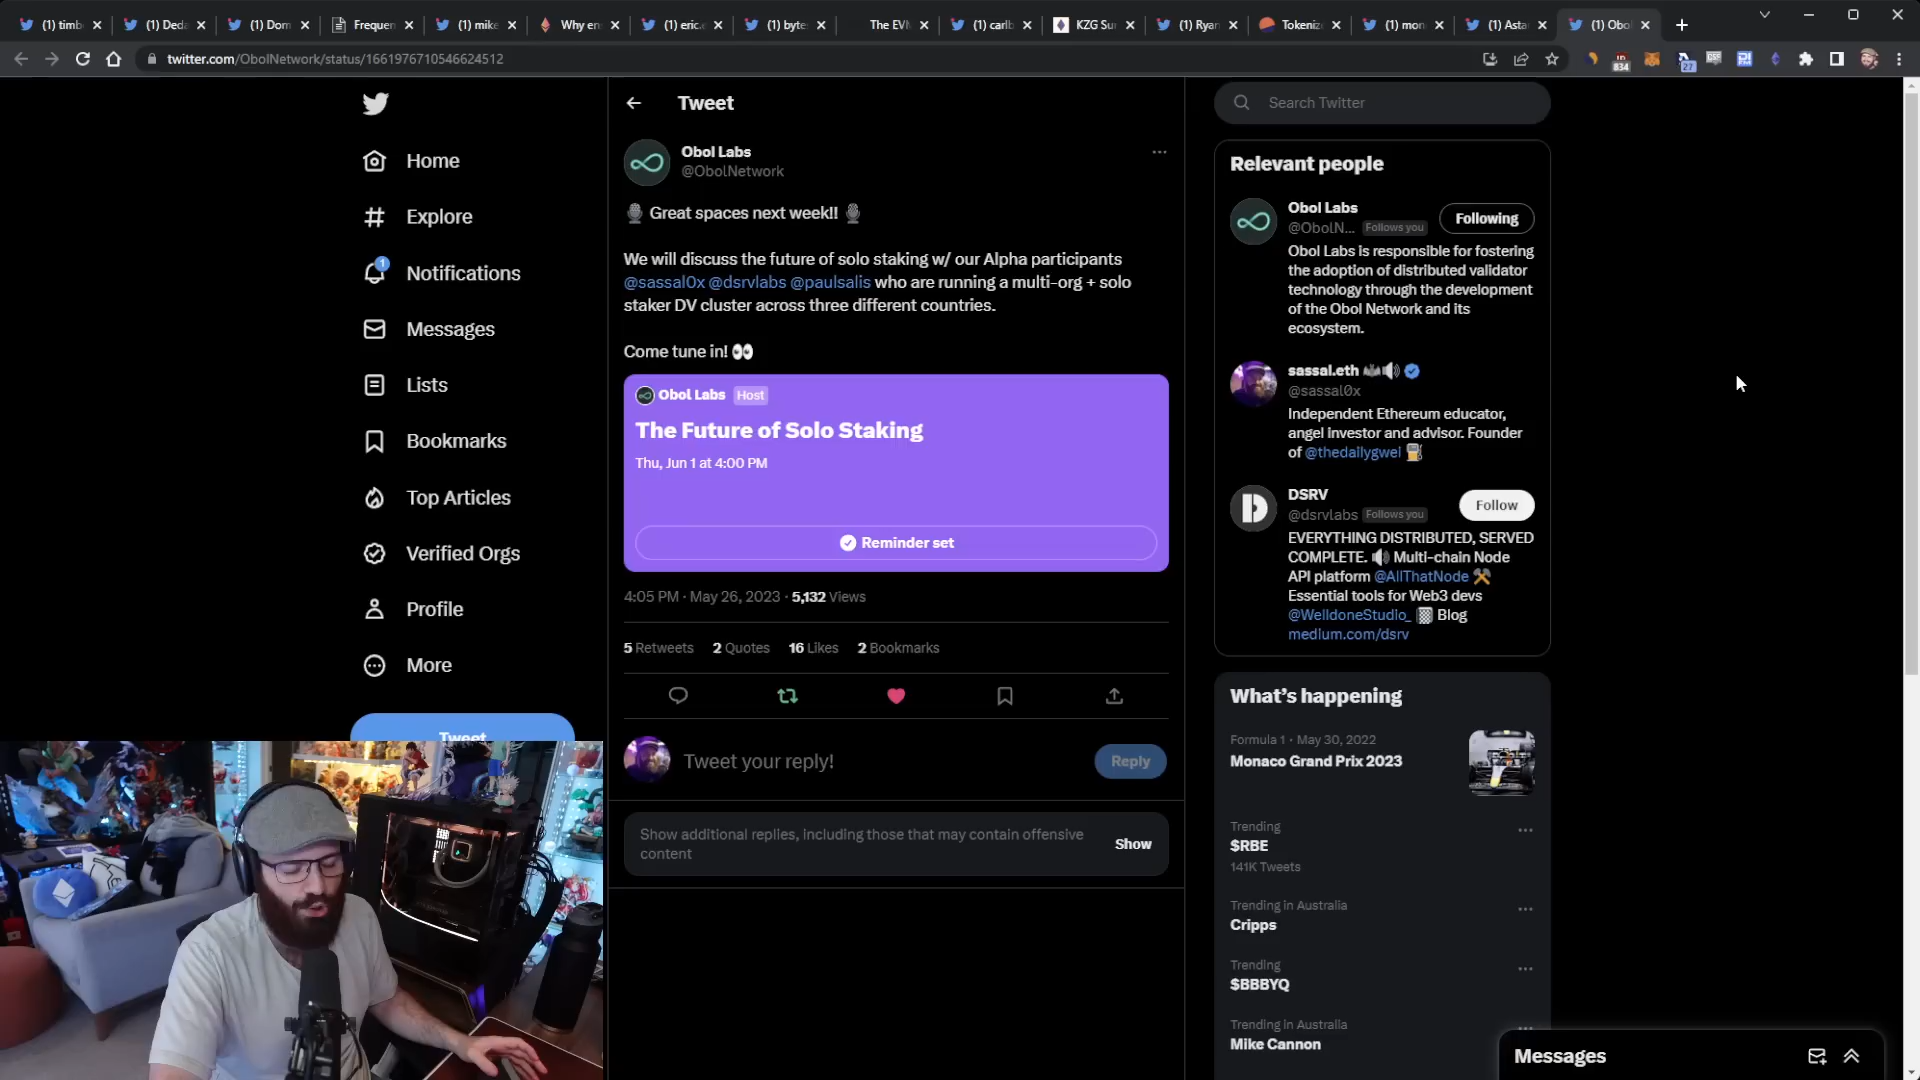 (1) timb
(1) Deda
(1) Dom
Frequen
(1) mike
Why en
(1) eric.
(1) byte
The EVM
(1) carlb
KZG Su
(1) Ryan
Tokeniz
(1) mon
(1) Asta
(1) Obol
twitter.com/ObolNetwork/status/1661976710546624512
834
27
Home
Explore
1
Notifications
Messages
Lists
Bookmarks
Top Articles
Verified Orgs
Profile
More
Tweet
Tweet
Obol Labs
@ObolNetwork
Great spaces next week!!
We will discuss the future of solo staking w/ our Alpha participants
@sassal0x @dsrvlabs @paulsalis who are running a multi-org + solo
staker DV cluster across three different countries.
Come tune in!
Obol Labs Host
The Future of Solo Staking
Thu, Jun 1 at 4:00 PM
Reminder set
4:05 PM · May 26, 2023 · 5,132 Views
5 Retweets 2 Quotes 16 Likes 2 Bookmarks
Tweet your reply!
Reply
Show additional replies, including those that may contain offensive
content
Show
Search Twitter
Relevant people
Obol Labs
@ObolN... Follows you
Following
Obol Labs is responsible for fostering
the adoption of distributed validator
technology through the development
of the Obol Network and its
ecosystem.
sassal.eth
@sassal0x
Independent Ethereum educator,
angel investor and advisor. Founder
of @thedailygwei
DSRV
@dsrvlabs Follows you
Follow
EVERYTHING DISTRIBUTED, SERVED
COMPLETE. Multi-chain Node
API platform @AllThatNode
Essential tools for Web3 devs
@WelldoneStudio_ Blog
medium.com/dsrv
What's happening
Formula 1 · May 30, 2022
Monaco Grand Prix 2023
Trending
$RBE
141K Tweets
Trending in Australia
Cripps
Trending
$BBBYQ
Trending in Australia
Mike Cannon
Messages